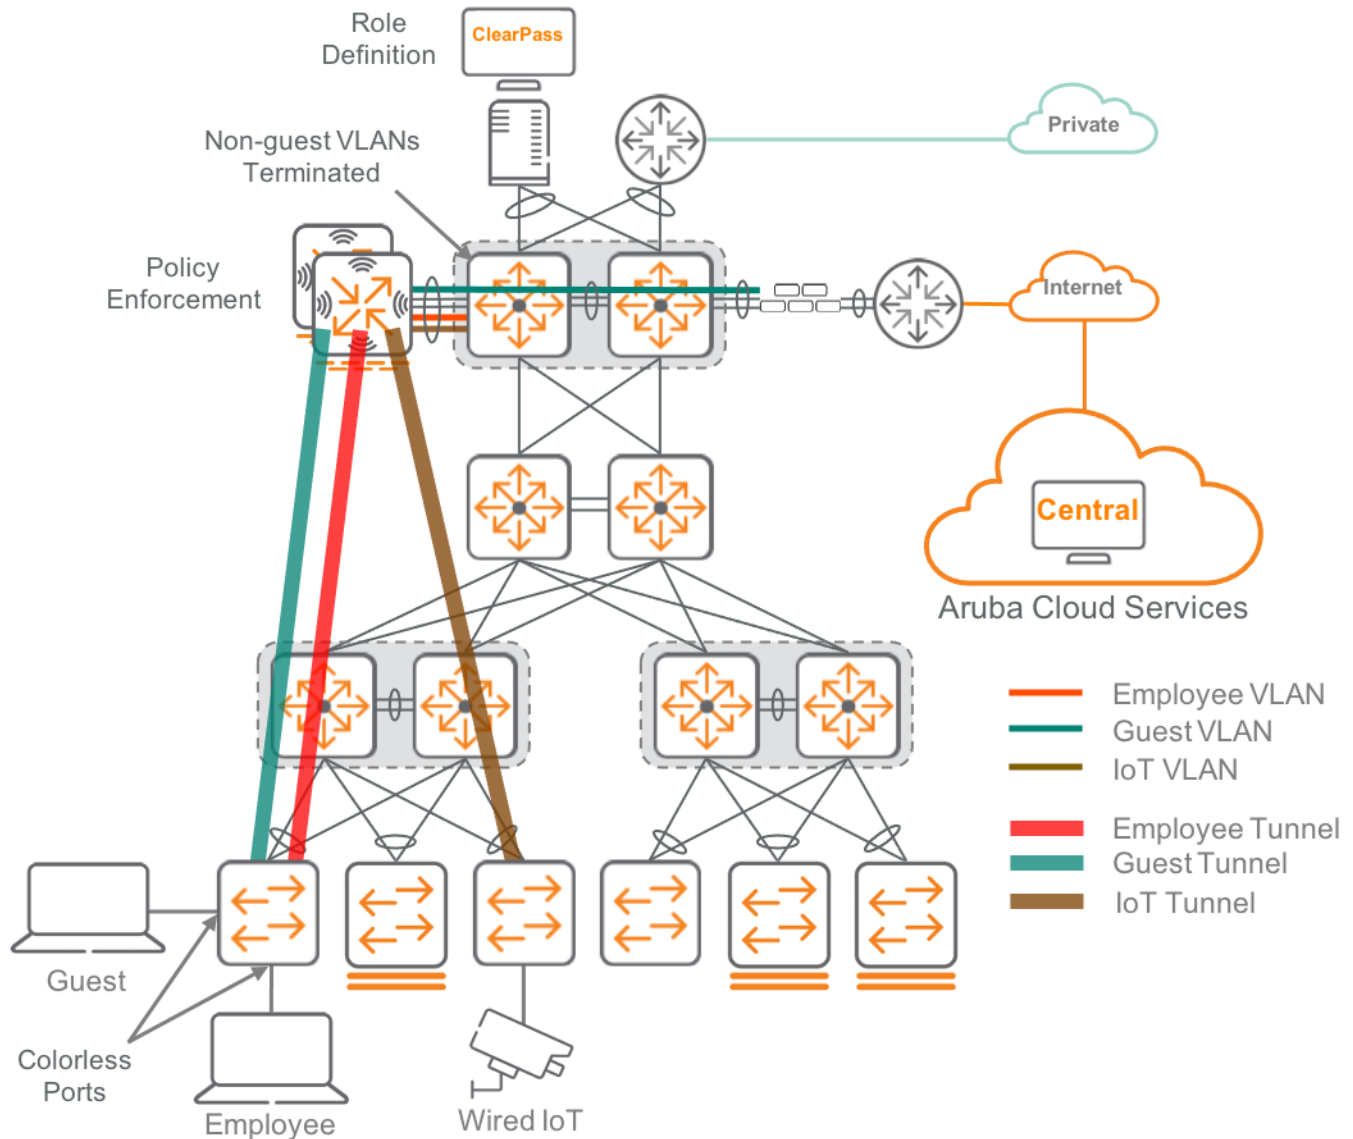 Role
Definition
ClearPass
Private
Non-guest VLANs
Terminated
Policy
Enforcement
Internet
Central
Aruba Cloud Services
Employee VLAN
Guest VLAN
IoT VLAN
Employee Tunnel
Guest Tunnel
IoT Tunnel
Guest
Colorless
Ports
Employee
Wired IoT